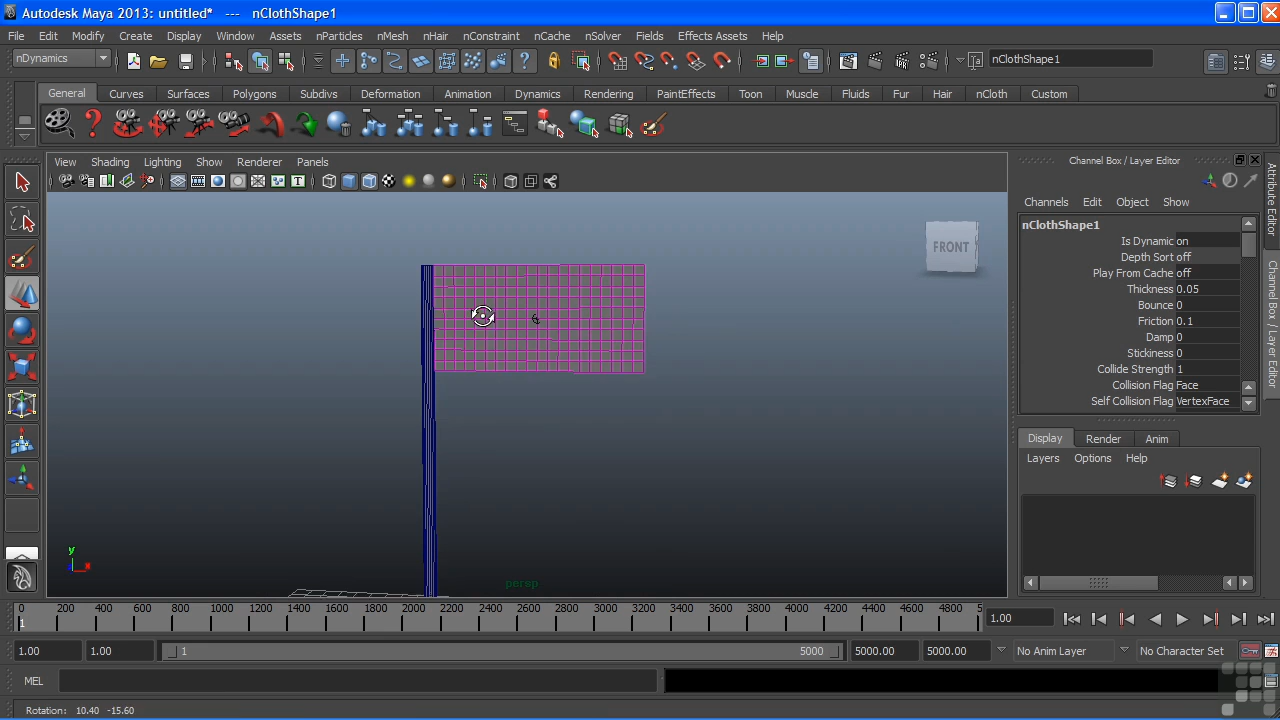 Autodesk Maya 2013: untitled*   ---   nClothShape1
File Edit Modify Create Display Window Assets nParticles nMesh nHair nConstraint nCache nSolver Fields Effects Assets Help
nDynamics
nClothShape1
General Curves Surfaces Polygons Subdivs Deformation Animation Dynamics Rendering PaintEffects Toon Muscle Fluids Fur Hair nCloth Custom
View Shading Lighting Show Renderer Panels
Channel Box / Layer Editor
Channels Edit Object Show
nClothShape1
Is Dynamic on
Depth Sort off
Play From Cache off
Thickness 0.05
Bounce 0
Friction 0.1
Damp 0
Stickiness 0
Collide Strength 1
Collision Flag Face
Self Collision Flag VertexFace
Attribute Editor
Channel Box / Layer Editor
FRONT
Display Render Anim
Layers Options Help
y
x
persp
0 200 400 600 800 1000 1200 1400 1600 1800 2000 2200 2400 2600 2800 3000 3200 3400 3600 3800 4000 4200 4400 4600 4800 5
1
1.00
1.00 1.00 1 5000 5000.00 5000.00 No Anim Layer No Character Set
MEL
Rotation: 10.40 -15.60